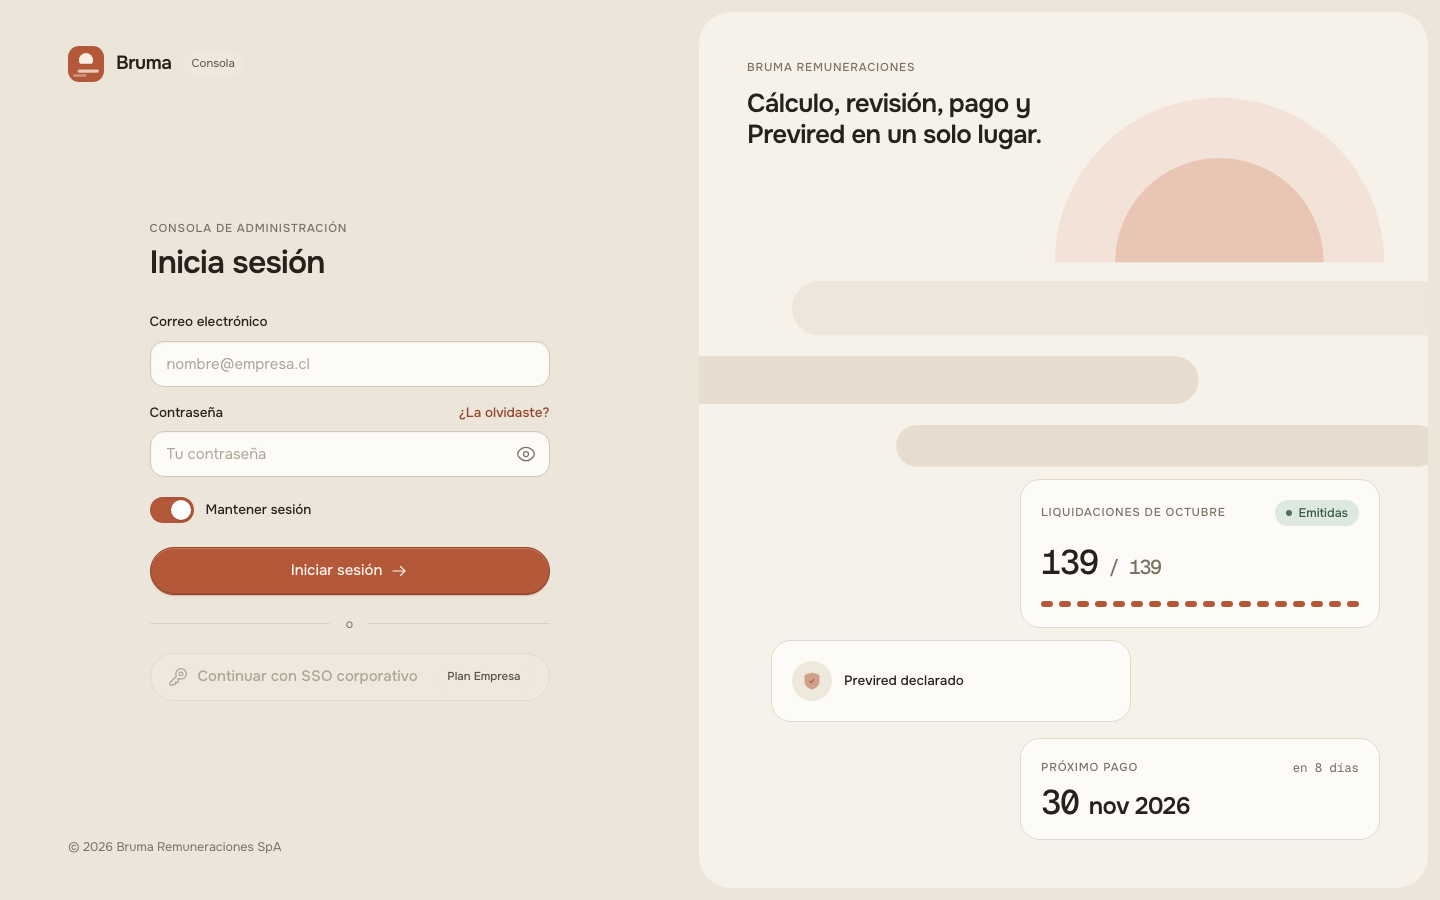 Bruma
Consola
CONSOLA DE ADMINISTRACIÓN
Inicia sesión
Correo electrónico
nombre@empresa.cl
Contraseña
¿La olvidaste?
Tu contraseña
Mantener sesión
Iniciar sesión
o
Continuar con SSO corporativo
Plan Empresa
© 2026 Bruma Remuneraciones SpA
BRUMA REMUNERACIONES
Cálculo, revisión, pago y
Previred en un solo lugar.
LIQUIDACIONES DE OCTUBRE
Emitidas
139 / 139
Previred declarado
PRÓXIMO PAGO
en 8 días
30 nov 2026